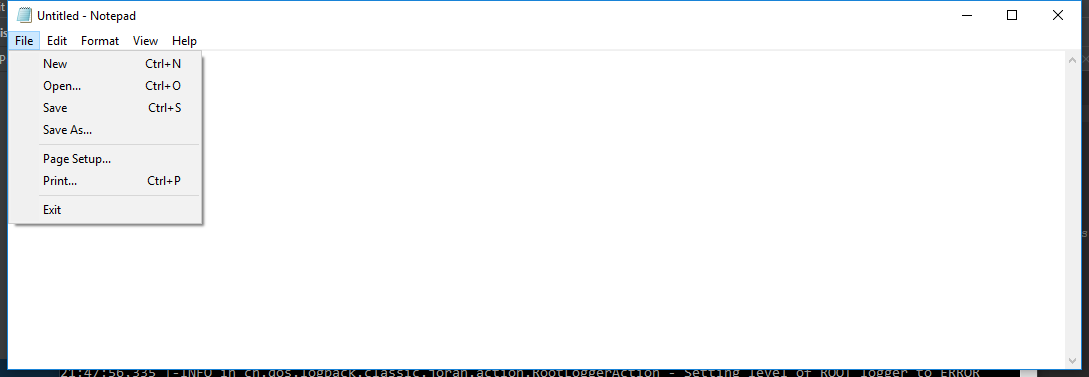 Untitled - Notepad
File Edit Format View Help
New Ctrl+N
Open... Ctrl+O
Save Ctrl+S
Save As...
Page Setup...
Print... Ctrl+P
Exit
21:47:56.335 |-INFO in ch.qos.logback.classic.joran.action.RootLoggerAction - Setting level of ROOT logger to ERROR